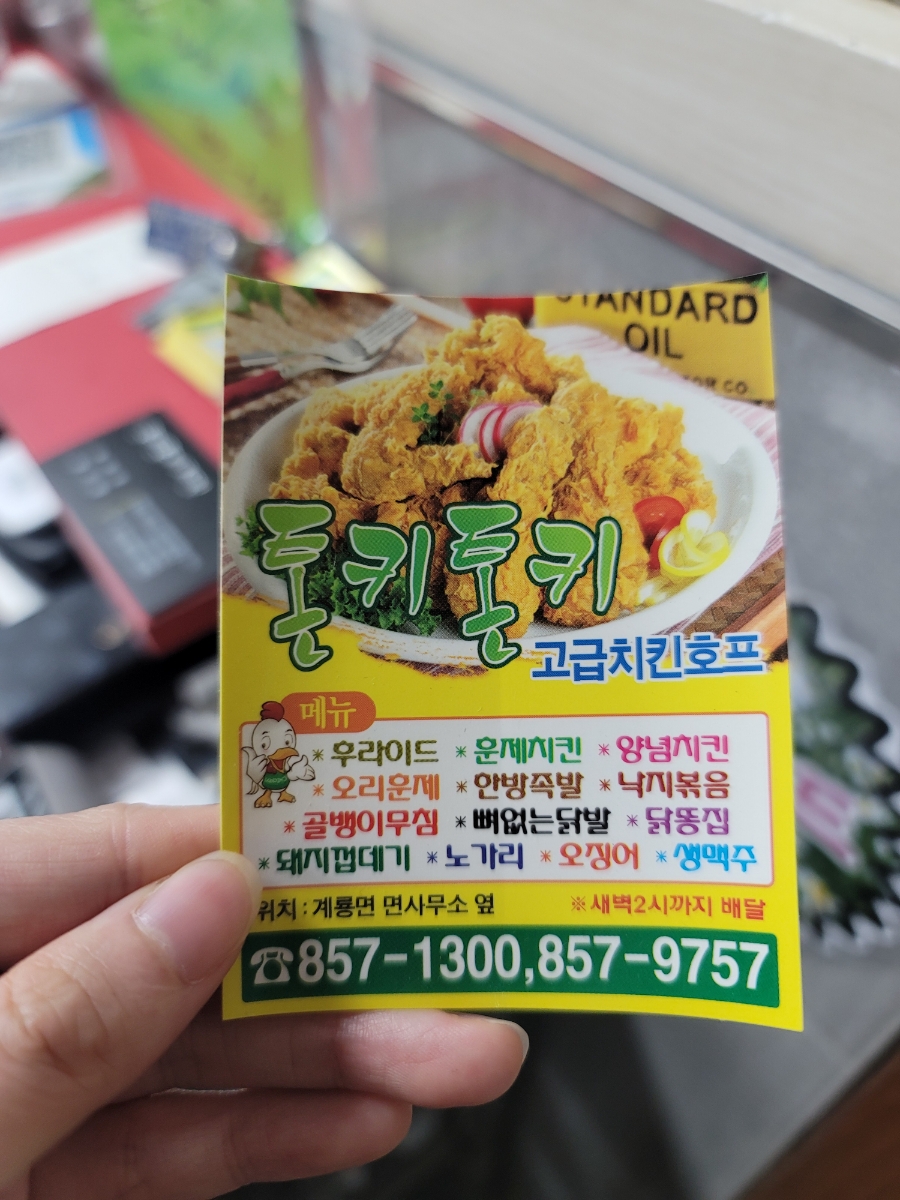 STANDARD
OIL
톤키톤키
고급치킨호프
메뉴
* 후라이드 * 훈제치킨 * 양념치킨
* 오리훈제 * 한방족발 * 낙지볶음
* 골뱅이무침 * 뼈없는닭발 * 닭똥집
* 돼지껍데기 * 노가리 * 오징어 * 생맥주
위치 : 계룡면 면사무소 옆 ※새벽2시까지 배달
☎857-1300,857-9757